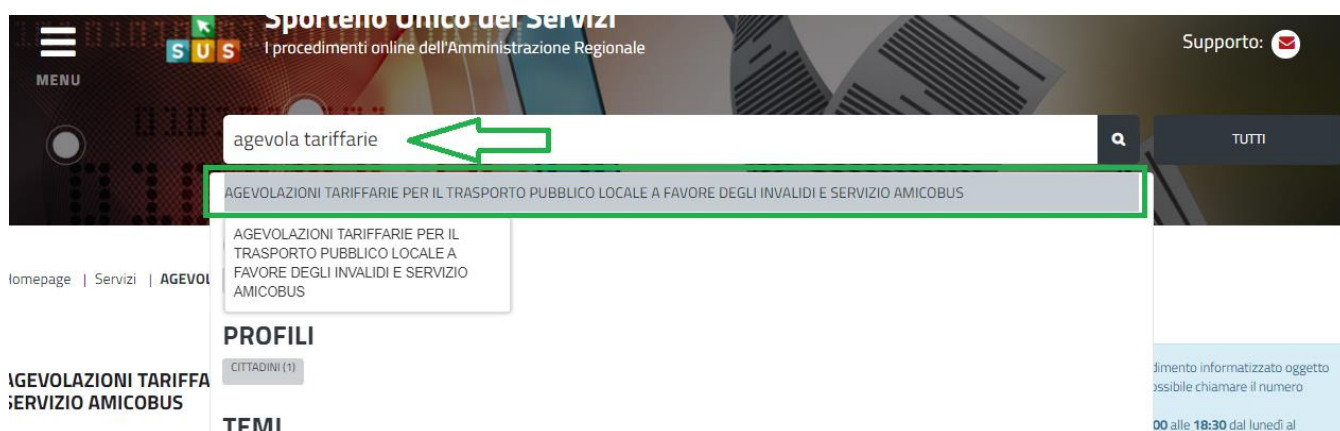 Sportello Unico dei Servizi
SUS
I procedimenti online dell'Amministrazione Regionale
Supporto:
MENU
agevola tariffarie
TUTTI
AGEVOLAZIONI TARIFFARIE PER IL TRASPORTO PUBBLICO LOCALE A FAVORE DEGLI INVALIDI E SERVIZIO AMICOBUS
AGEVOLAZIONI TARIFFARIE PER IL
TRASPORTO PUBBLICO LOCALE A
FAVORE DEGLI INVALIDI E SERVIZIO
AMICOBUS
Homepage | Servizi | AGEVOL
PROFILI
CITTADINI (1)
AGEVOLAZIONI TARIFFA
SERVIZIO AMICOBUS
TEMI
dimento informatizzato oggetto
ossibile chiamare il numero
00 alle 18:30 dal lunedì al